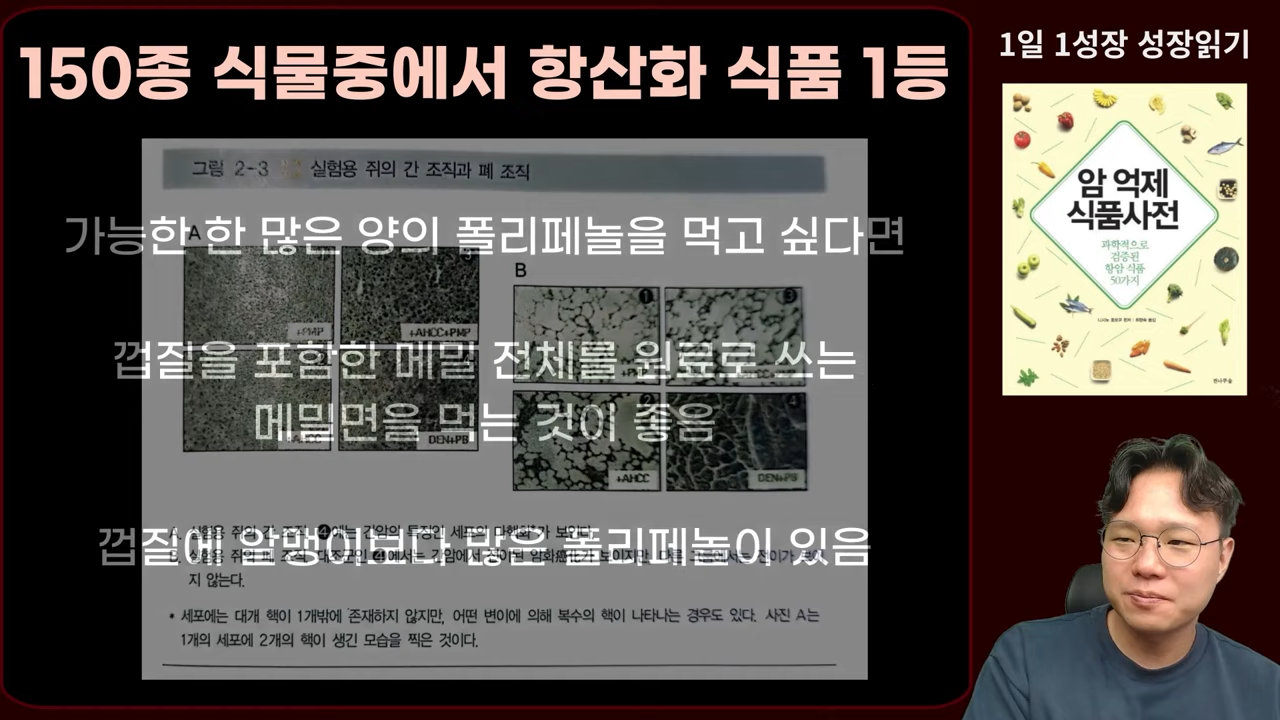 150종 식물중에서 항산화 식품 1등
1일 1성장 성장읽기
암 억제
식품사전
과학적으로
검증된
항암 식품
50가지
전나무숲
그림 2-3 실험용 쥐의 간 조직과 폐 조직
가능한 한 많은 양의 폴리페놀을 먹고 싶다면
A
B
+PMP
+AHCC+PMP
껍질을 포함한 메밀 전체를 원료로 쓰는
메밀면을 먹는 것이 좋음
DEN+PB
+AHCC
DEN+PB
껍질에 알맹이보다 많은 폴리페놀이 있음
지 않는다.
* 세포에는 대개 핵이 1개밖에 존재하지 않지만, 어떤 변이에 의해 복수의 핵이 나타나는 경우도 있다. 사진 A는
1개의 세포에 2개의 핵이 생긴 모습을 찍은 것이다.